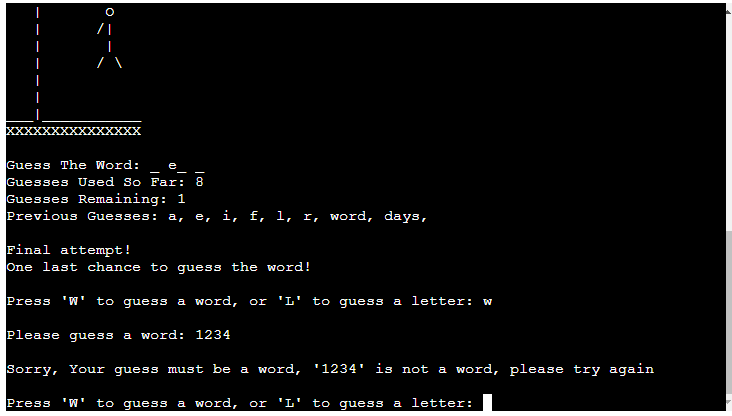 |       O
   |      /|
   |       |
   |      / \
   |
   |
___|___________
XXXXXXXXXXXXXXX
Guess The Word: _ e_ _
Guesses Used So Far: 8
Guesses Remaining: 1
Previous Guesses: a, e, i, f, l, r, word, days,
Final attempt!
One last chance to guess the word!
Press 'W' to guess a word, or 'L' to guess a letter: w
Please guess a word: 1234
Sorry, Your guess must be a word, '1234' is not a word, please try again
Press 'W' to guess a word, or 'L' to guess a letter: